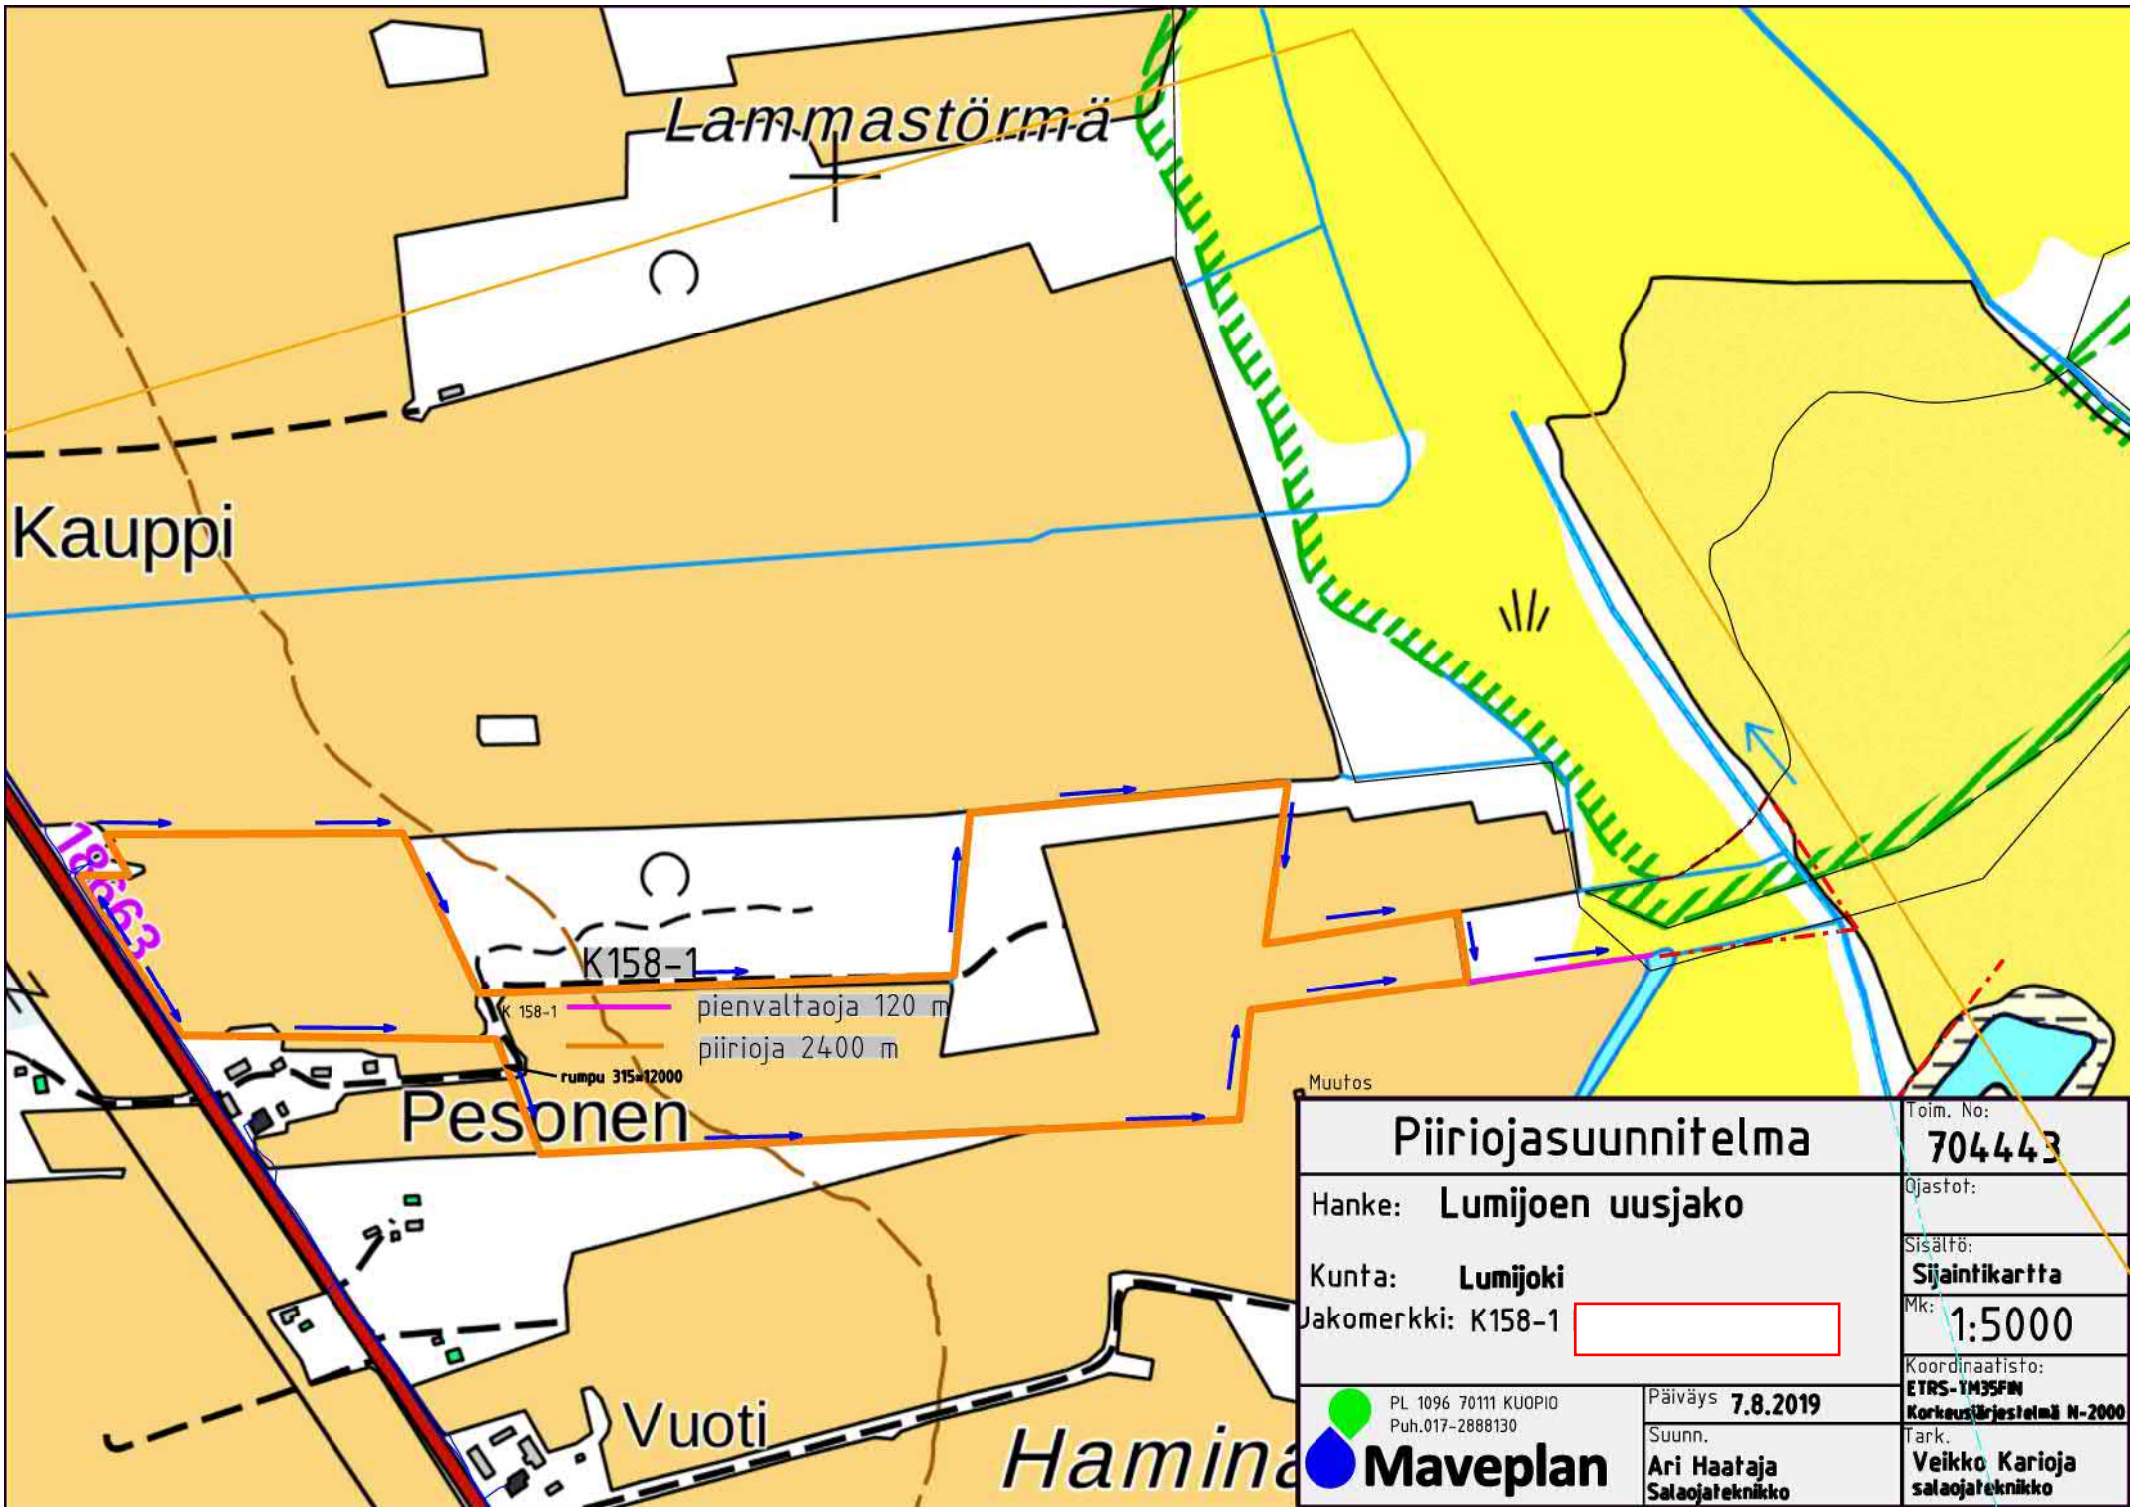 Lammastörmä
Kauppi
18663
K158-1
K 158-1
pienvaltaoja 120 m
piirioja 2400 m
rumpu 315*12000
Pesonen
Muutos
Vuoti
Hamina
Piiriojasuunnitelma
Toim. No:
704443
Hanke: Lumijoen uusjako
Ojastot:
Kunta: Lumijoki
Sisältö:
Sijaintikartta
Jakomerkki: K158-1
Mk: 1:5000
Koordinaatisto:
ETRS-TM35FIN
Korkeusjärjestelmä N-2000
PL 1096 70111 KUOPIO
Puh.017-2888130
Maveplan
Päiväys 7.8.2019
Suunn.
Ari Haataja
Salaojateknikko
Tark.
Veikko Karioja
salaojateknikko